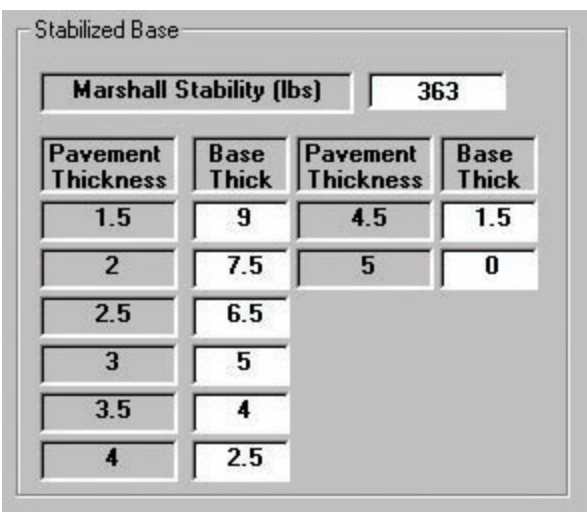 Stabilized Base
Marshall Stability (lbs) 363
Pavement Thickness Base Thick Pavement Thickness Base Thick
1.5 9 4.5 1.5
2 7.5 5 0
2.5 6.5
3 5
3.5 4
4 2.5